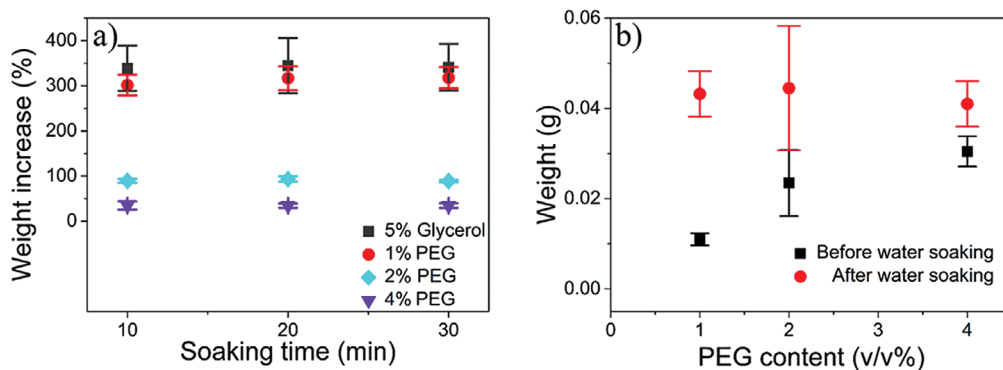 a)
Weight increase (%)
400
300
200
100
0
5% Glycerol
1% PEG
2% PEG
4% PEG
10
20
30
Soaking time (min)
b)
Weight (g)
0.06
0.04
0.02
0.00
Before water soaking
After water soaking
0
1
2
3
4
PEG content (v/v%)